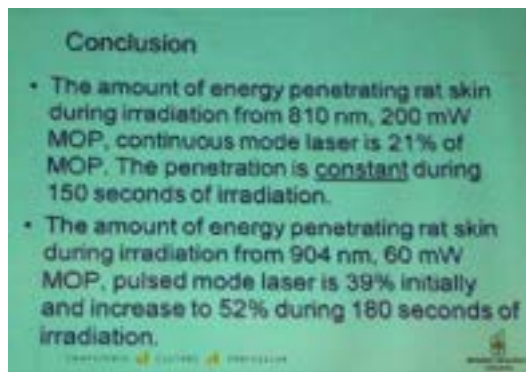 Conclusion
• The amount of energy penetrating rat skin
during irradiation from 810 nm, 200 mW
MOP, continuous mode laser is 21% of
MOP. The penetration is constant during
150 seconds of irradiation.
• The amount of energy penetrating rat skin
during irradiation from 904 nm, 60 mW
MOP, pulsed mode laser is 39% initially
and increase to 52% during 180 seconds of
irradiation.